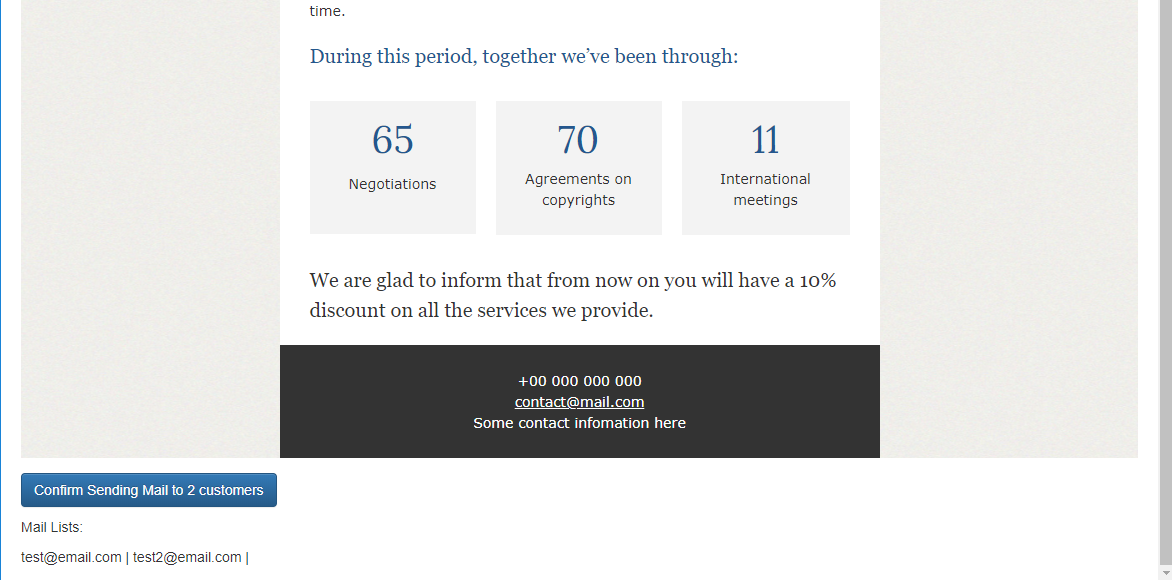 time.
During this period, together we’ve been through:
65
Negotiations
70
Agreements on
copyrights
11
International
meetings
We are glad to inform that from now on you will have a 10%
discount on all the services we provide.
+00 000 000 000
contact@mail.com
Some contact infomation here
Confirm Sending Mail to 2 customers
Mail Lists:
test@email.com | test2@email.com |